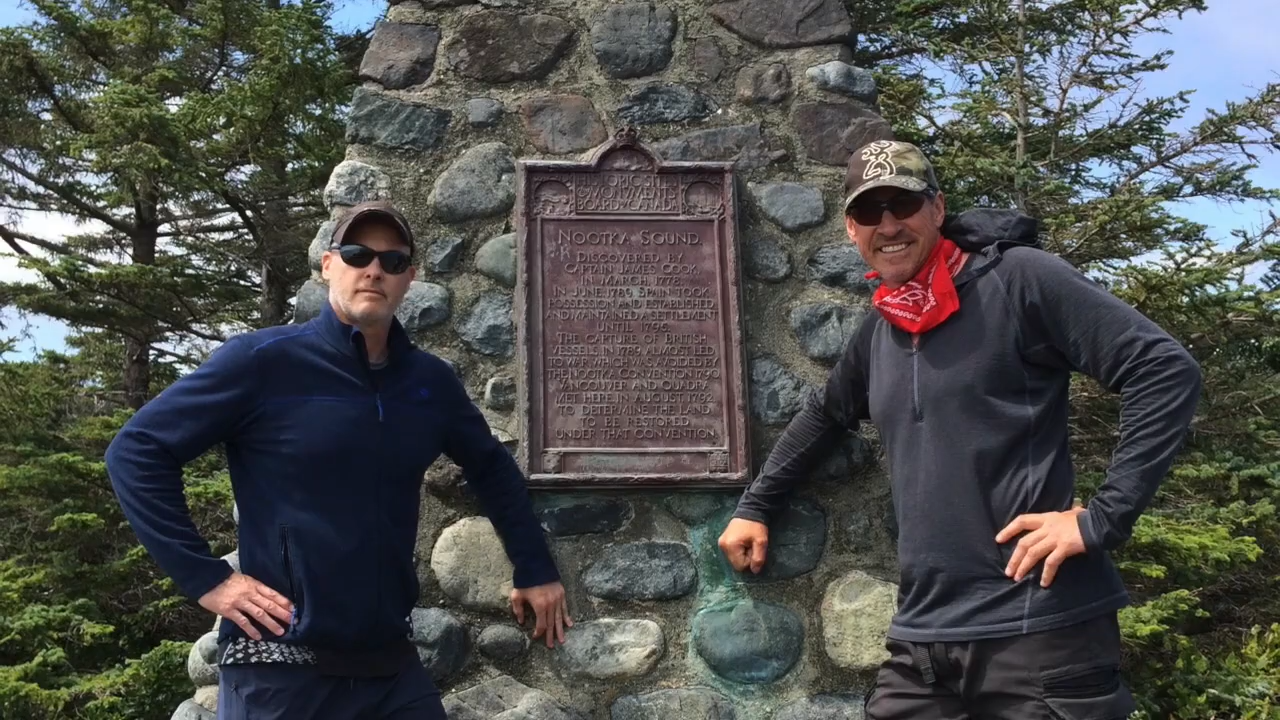 HISTORIC SITES
& MONUMENTS
BOARD OF CANADA
NOOTKA SOUND.
DISCOVERED BY
CAPTAIN JAMES COOK,
IN MARCH, 1778.
IN JUNE, 1789, SPAIN TOOK
POSSESSION AND ESTABLISHED
AND MAINTAINED A SETTLEMENT
UNTIL 1795.
THE CAPTURE OF BRITISH
VESSELS IN 1789, ALMOST LED
TO WAR, WHICH WAS AVOIDED BY
THE NOOTKA CONVENTION, 1790.
VANCOUVER AND QUADRA
MET HERE IN AUGUST, 1792,
TO DETERMINE THE LAND
TO BE RESTORED
UNDER THAT CONVENTION.